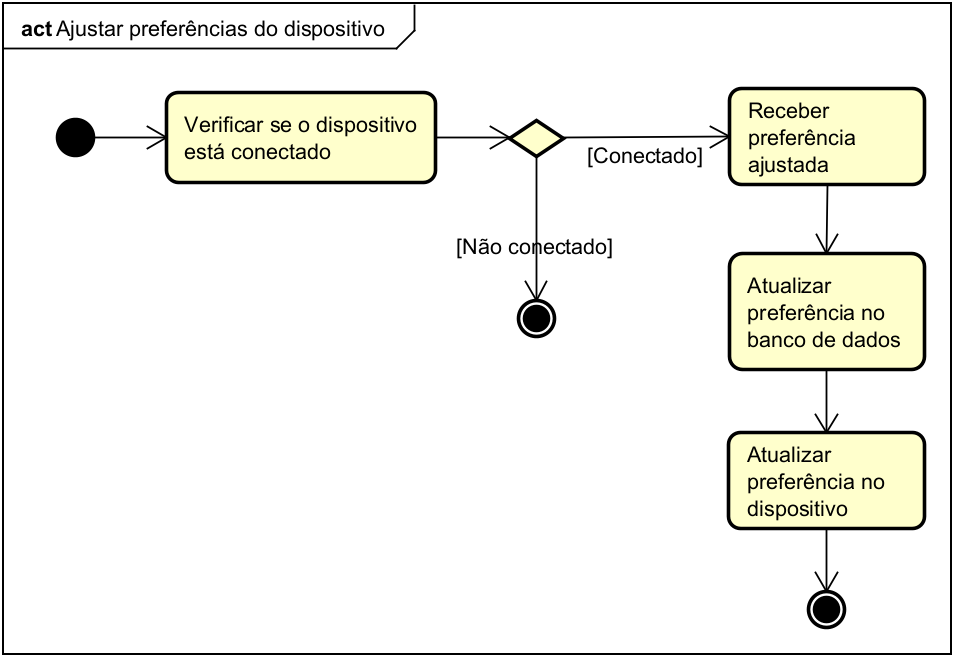 act Ajustar preferências do dispositivo
Verificar se o dispositivo
está conectado
[Conectado]
Receber
preferência
ajustada
[Não conectado]
Atualizar
preferência no
banco de dados
Atualizar
preferência no
dispositivo